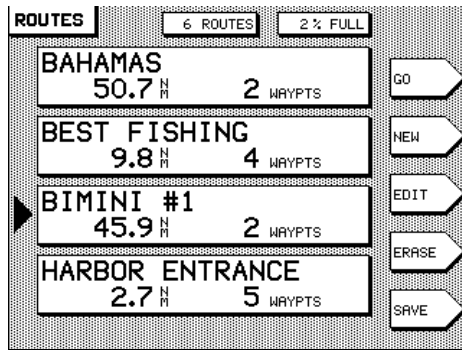 ROUTES 6 ROUTES 2% FULL
BAHAMAS
50.7 NM 2 WAYPTS
GO
BEST FISHING
9.8 NM 4 WAYPTS
NEW
BIMINI #1
45.9 NM 2 WAYPTS
EDIT
HARBOR ENTRANCE
2.7 NM 5 WAYPTS
ERASE
SAVE